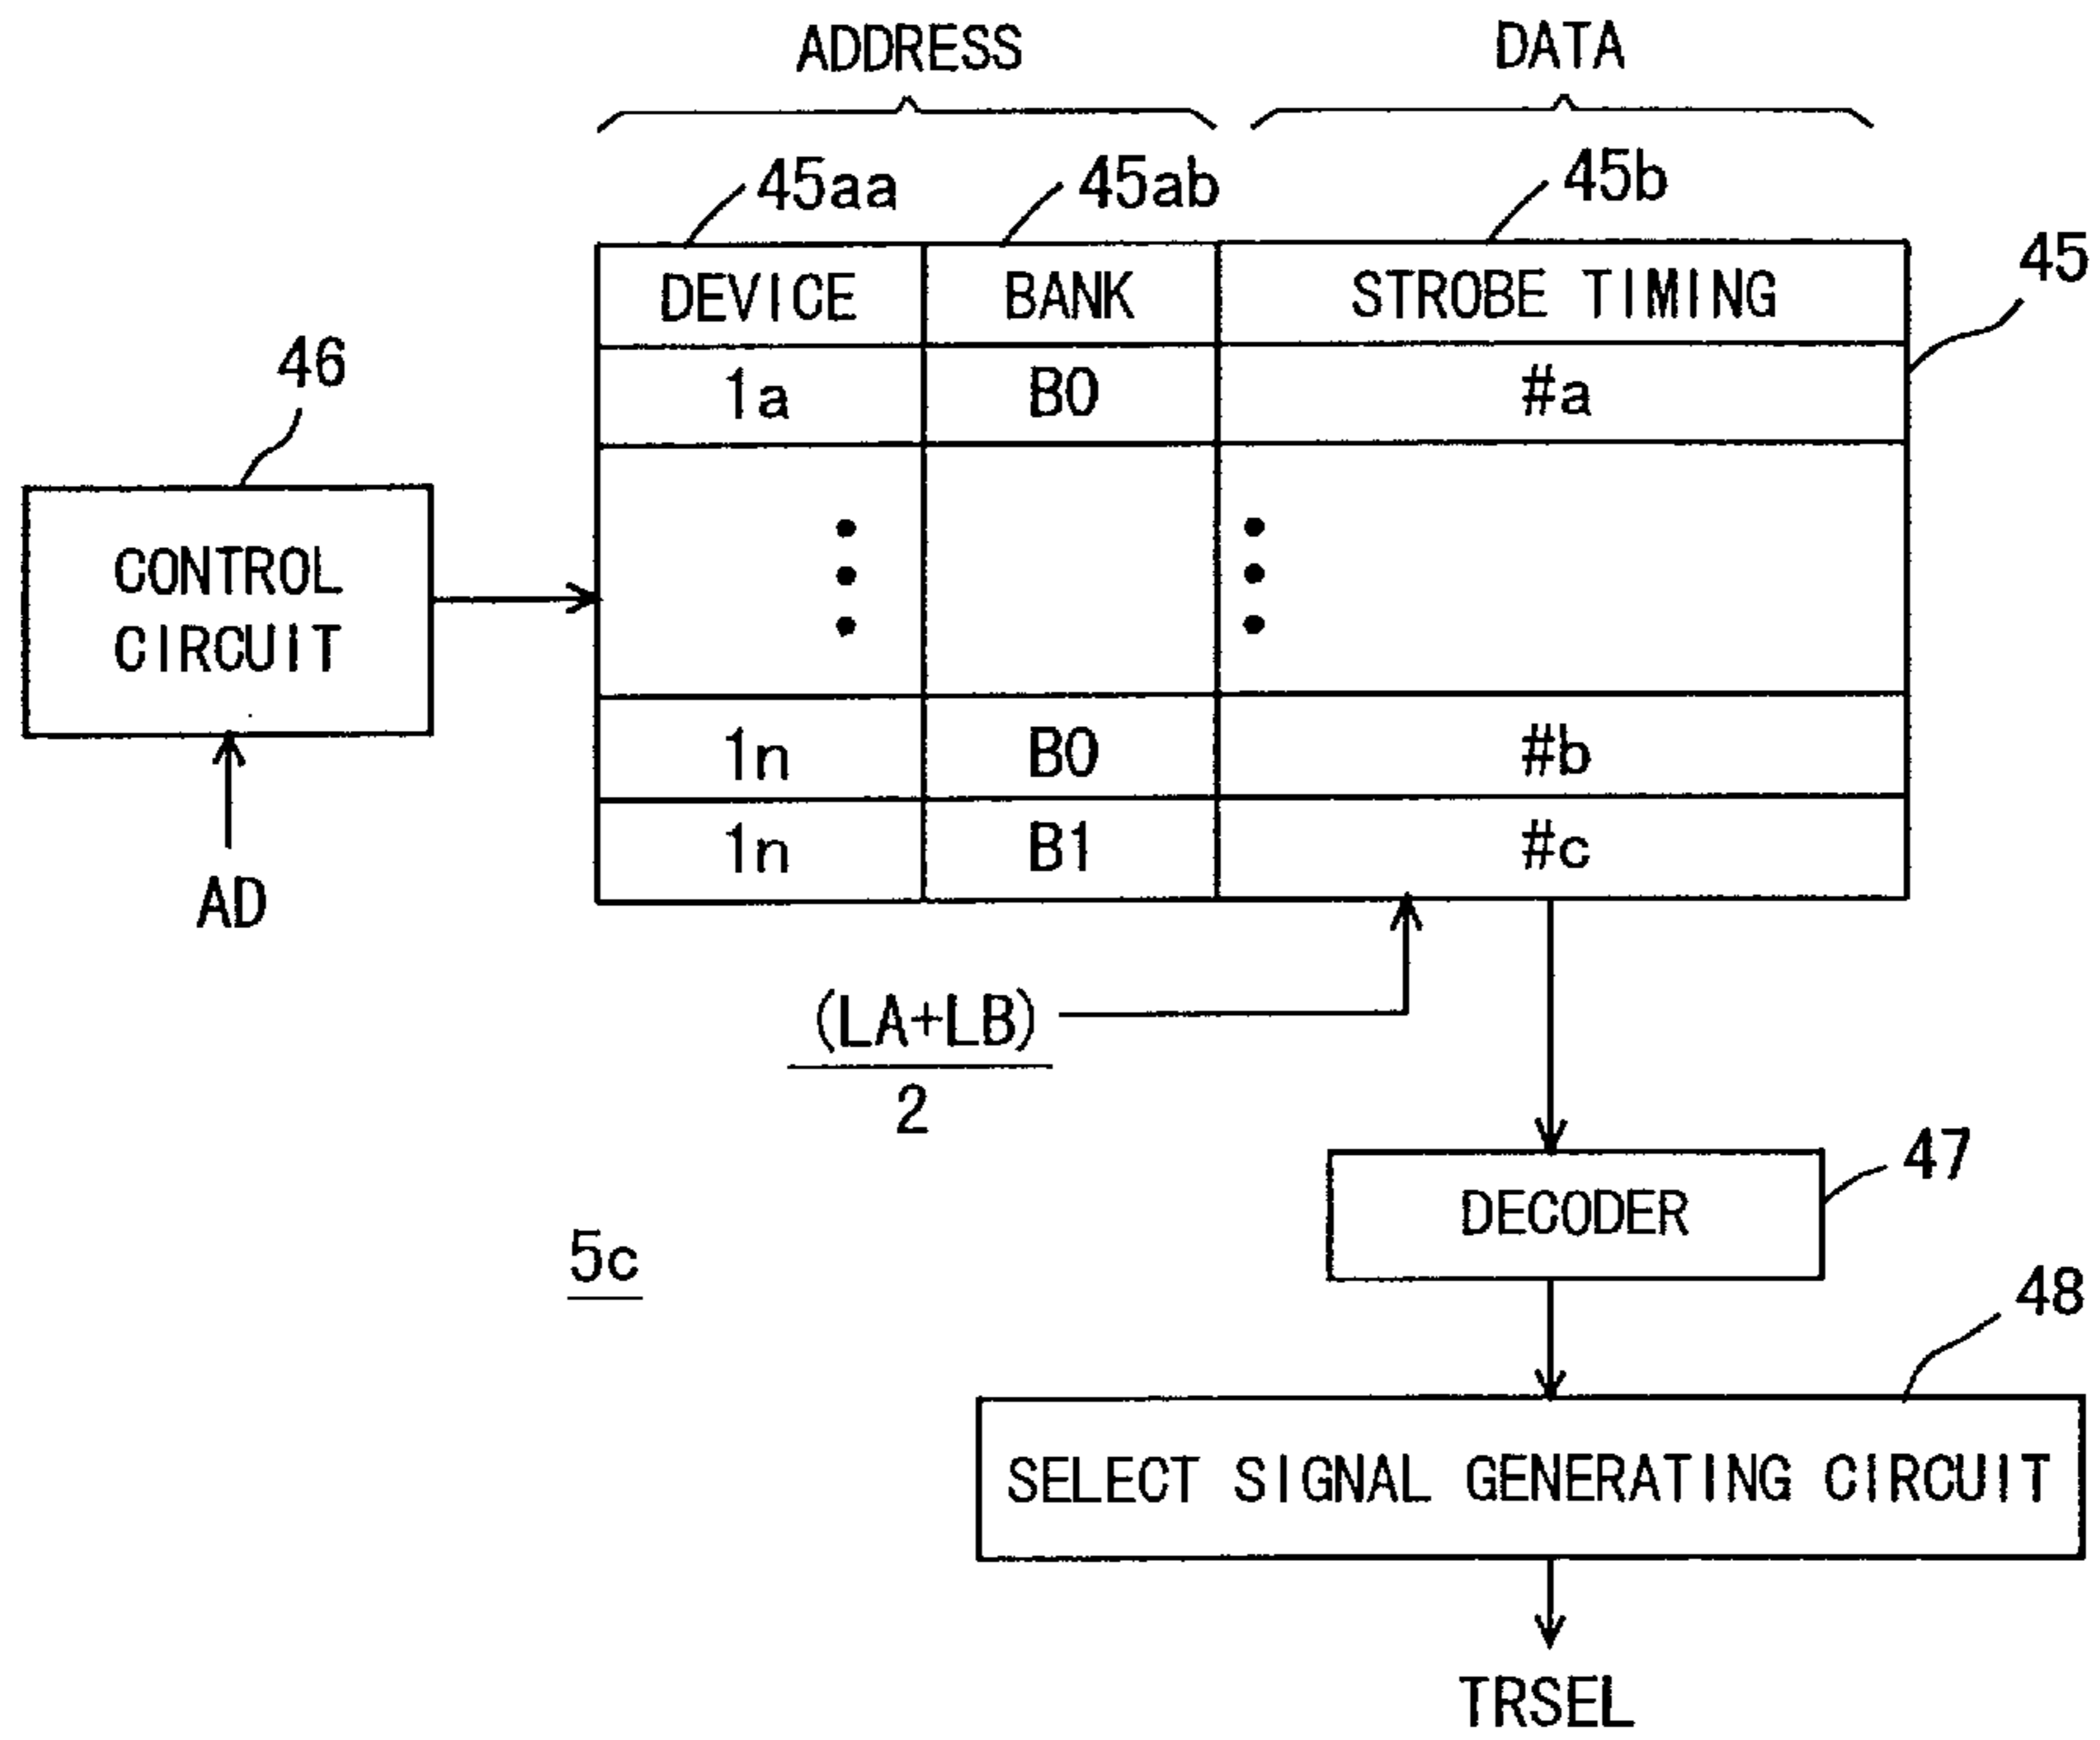 ADDRESS DATA
45aa 45ab 45b
45
DEVICE BANK STROBE TIMING
46
1a B0 #a
CONTROL
CIRCUIT
1n B0 #b
1n B1 #c
AD
(LA+LB)
2
47
DECODER
5c
48
SELECT SIGNAL GENERATING CIRCUIT
TRSEL